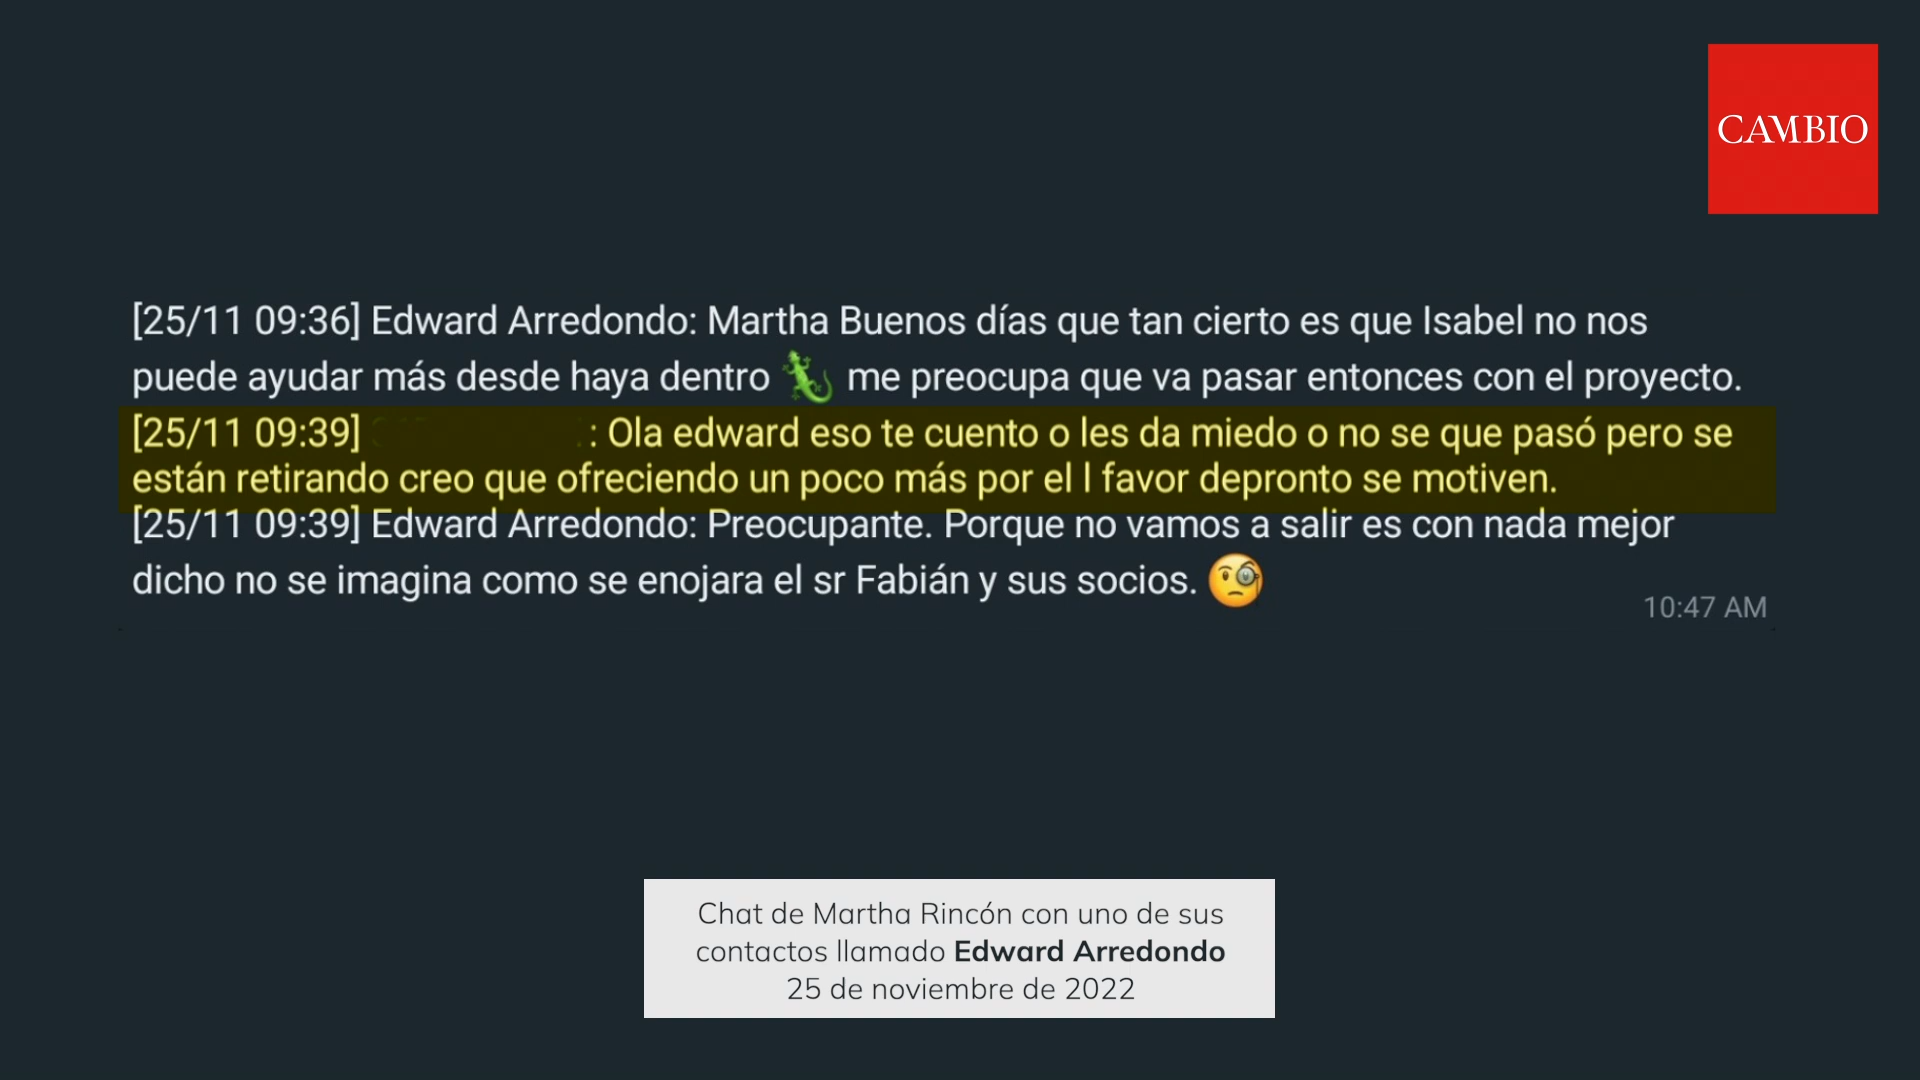 CAMBIO
[25/11 09:36] Edward Arredondo: Martha Buenos días que tan cierto es que Isabel no nos
puede ayudar más desde haya dentro 🦎 me preocupa que va pasar entonces con el proyecto.
[25/11 09:39] : Ola edward eso te cuento o les da miedo o no se que pasó pero se
están retirando creo que ofreciendo un poco más por el l favor depronto se motiven.
[25/11 09:39] Edward Arredondo: Preocupante. Porque no vamos a salir es con nada mejor
dicho no se imagina como se enojara el sr Fabián y sus socios. 🧐
10:47 AM
Chat de Martha Rincón con uno de sus
contactos llamado Edward Arredondo
25 de noviembre de 2022